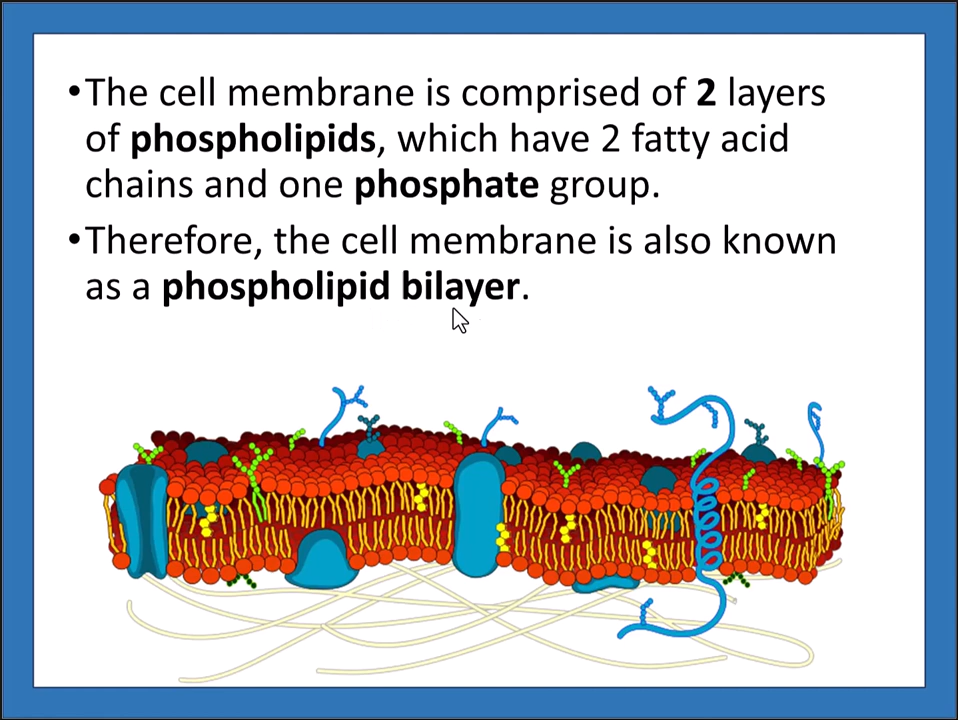 •The cell membrane is comprised of 2 layers
of phospholipids, which have 2 fatty acid
chains and one phosphate group.
•Therefore, the cell membrane is also known
as a phospholipid bilayer.